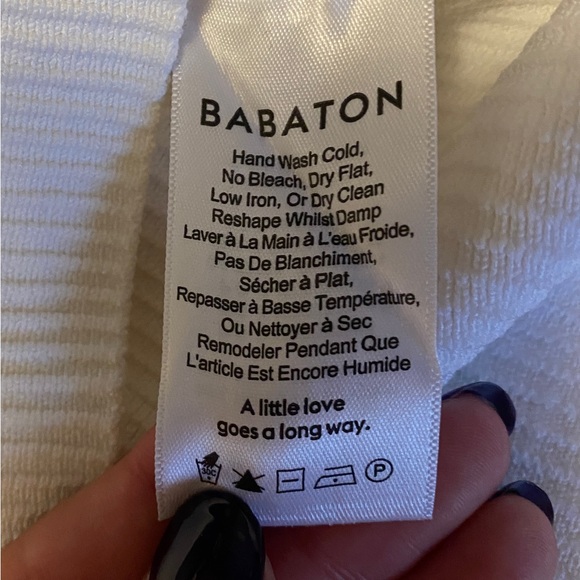 BABATON
Hand Wash Cold,
No Bleach, Dry Flat,
Low Iron, Or Dry Clean
Reshape Whilst Damp
Laver à La Main à L'eau Froide,
Pas De Blanchiment,
Sécher à Plat,
Repasser à Basse Température,
Ou Nettoyer à Sec
Remodeler Pendant Que
L'article Est Encore Humide
A little love
goes a long way.
30C P